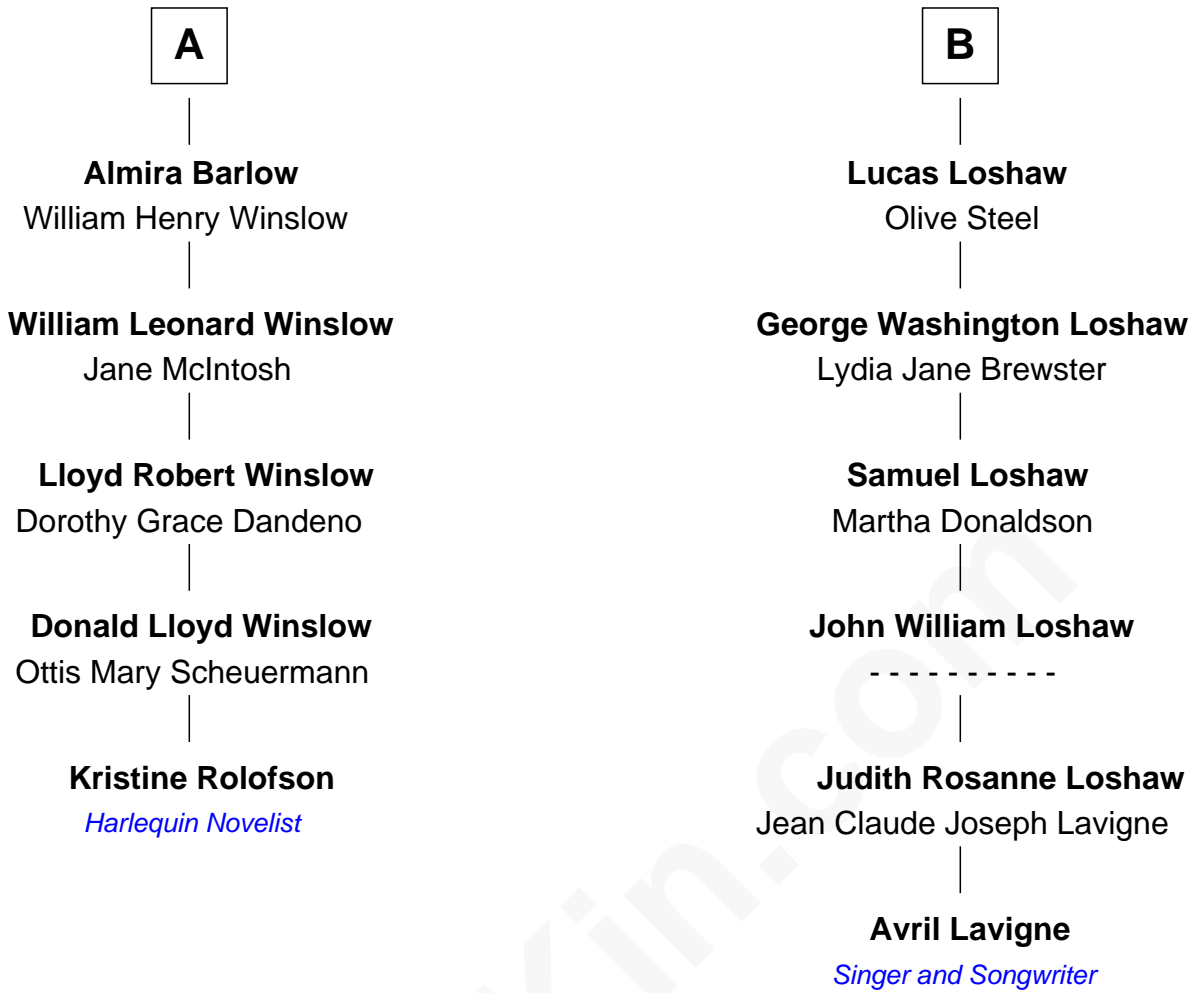 A
Almira Barlow
William Henry Winslow
William Leonard Winslow
Jane McIntosh
Lloyd Robert Winslow
Dorothy Grace Dandeno
Donald Lloyd Winslow
Ottis Mary Scheuermann
Kristine Rolofson
Harlequin Novelist
B
Lucas Loshaw
Olive Steel
George Washington Loshaw
Lydia Jane Brewster
Samuel Loshaw
Martha Donaldson
John William Loshaw
- - - - - - - - - -
Judith Rosanne Loshaw
Jean Claude Joseph Lavigne
Avril Lavigne
Singer and Songwriter
kin.com